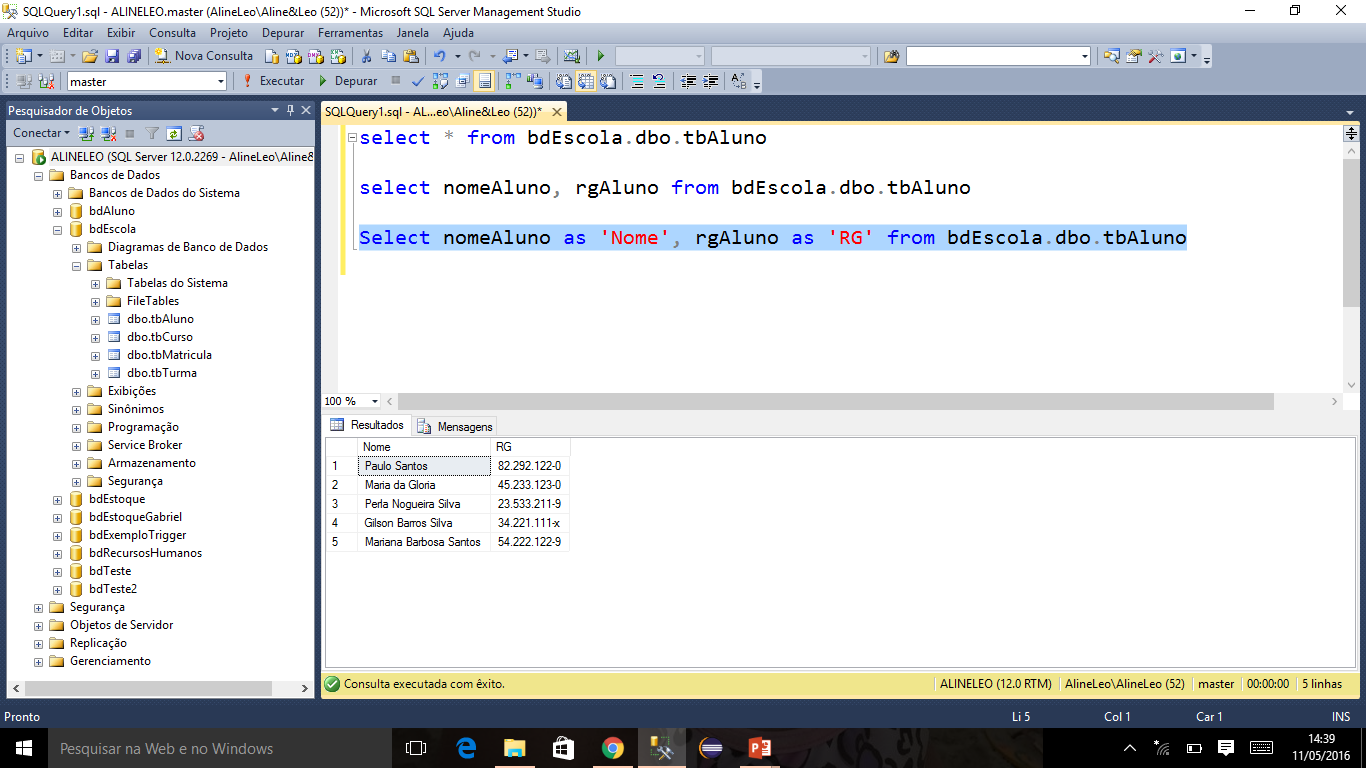 SQLQuery1.sql - ALINELEO.master (AlineLeo\Aline&Leo (52))* - Microsoft SQL Server Management Studio
Arquivo Editar Exibir Consulta Projeto Depurar Ferramentas Janela Ajuda
Nova Consulta
master Executar Depurar
Pesquisador de Objetos
Conectar
ALINELEO (SQL Server 12.0.2269 - AlineLeo\Aline&
Bancos de Dados
Bancos de Dados do Sistema
bdAluno
bdEscola
Diagramas de Banco de Dados
Tabelas
Tabelas do Sistema
FileTables
dbo.tbAluno
dbo.tbCurso
dbo.tbMatricula
dbo.tbTurma
Exibições
Sinônimos
Programação
Service Broker
Armazenamento
Segurança
bdEstoque
bdEstoqueGabriel
bdExemploTrigger
bdRecursosHumanos
bdTeste
bdTeste2
Segurança
Objetos de Servidor
Replicação
Gerenciamento
SQLQuery1.sql - AL...eo\Aline&Leo (52))*
select * from bdEscola.dbo.tbAluno
select nomeAluno, rgAluno from bdEscola.dbo.tbAluno
Select nomeAluno as 'Nome', rgAluno as 'RG' from bdEscola.dbo.tbAluno
100 %
Resultados Mensagens
Nome RG
1 Paulo Santos 82.292.122-0
2 Maria da Gloria 45.233.123-0
3 Perla Nogueira Silva 23.533.211-9
4 Gilson Barros Silva 34.221.111-x
5 Mariana Barbosa Santos 54.222.122-9
Consulta executada com êxito. ALINELEO (12.0 RTM) AlineLeo\AlineLeo (52) master 00:00:00 5 linhas
Pronto Li 5 Col 1 Car 1 INS
Pesquisar na Web e no Windows
14:39
11/05/2016